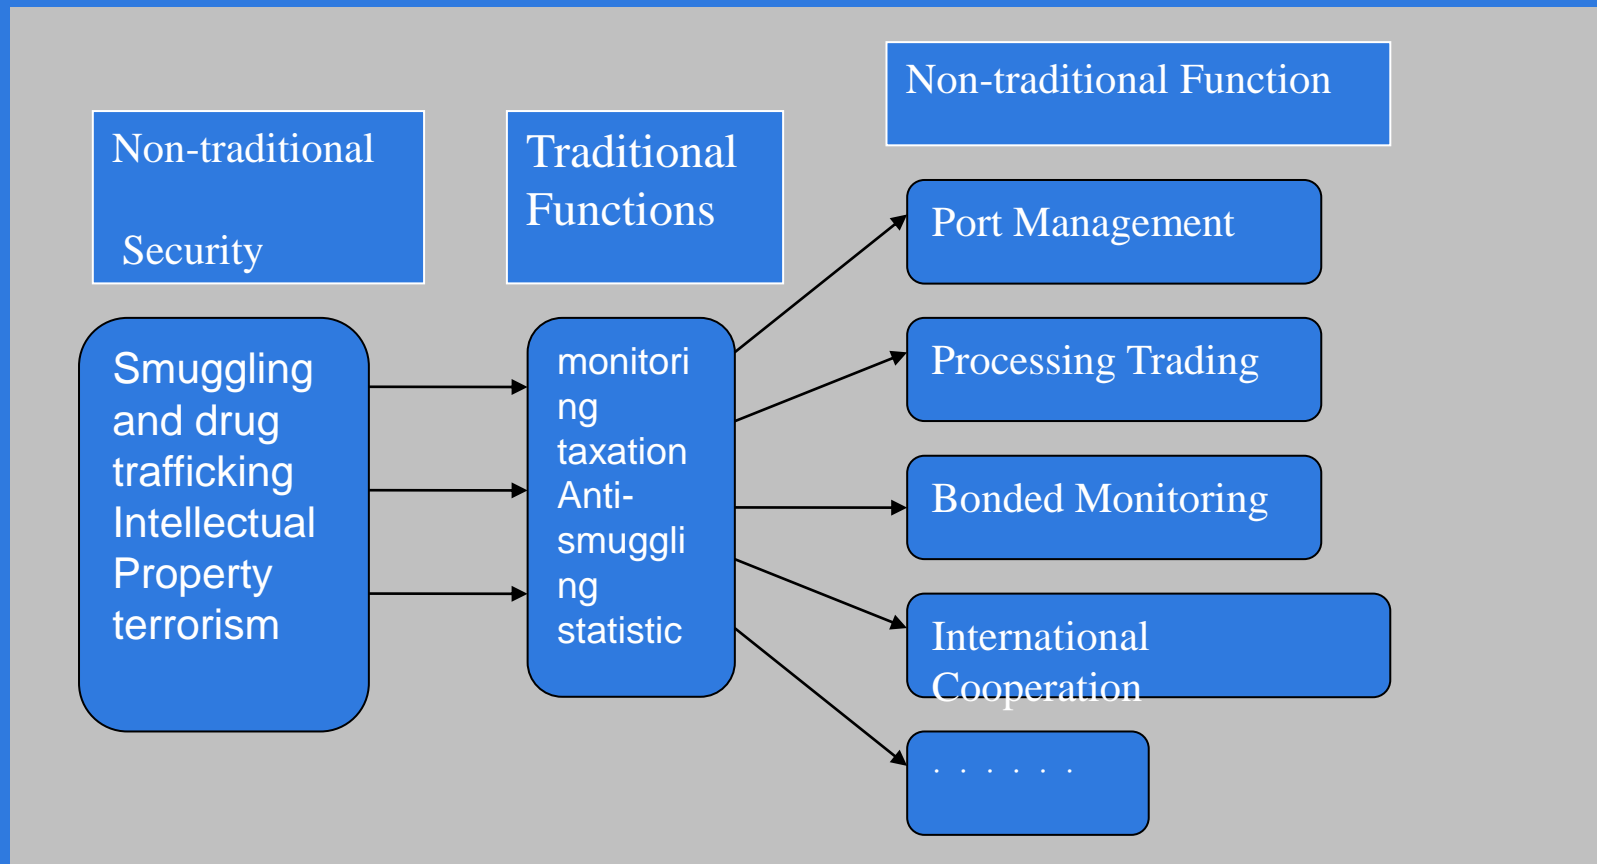 Non-traditional
Security
Traditional
Functions
Non-traditional Function
Smuggling
and drug
trafficking
Intellectual
Property
terrorism
monitori
ng
taxation
Anti-
smuggli
ng
statistic
Port Management
Processing Trading
Bonded Monitoring
International
Cooperation
. . . . . .